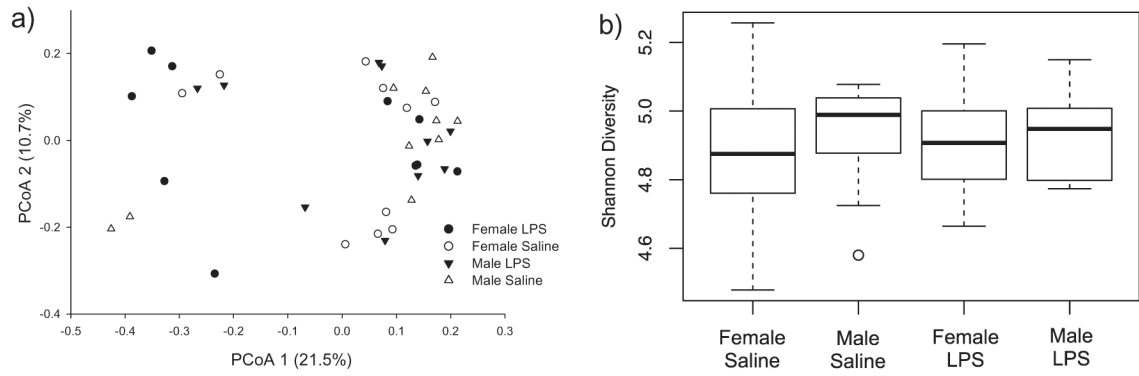 a)
PCoA 2 (10.7%)
0.2
0.0
-0.2
-0.4
-0.5
-0.4
-0.3
-0.2
-0.1
0.0
0.1
0.2
0.3
PCoA 1 (21.5%)
Female LPS
Female Saline
Male LPS
Male Saline
b)
Shannon Diversity
5.2
5.0
4.8
4.6
Female
Saline
Male
Saline
Female
LPS
Male
LPS